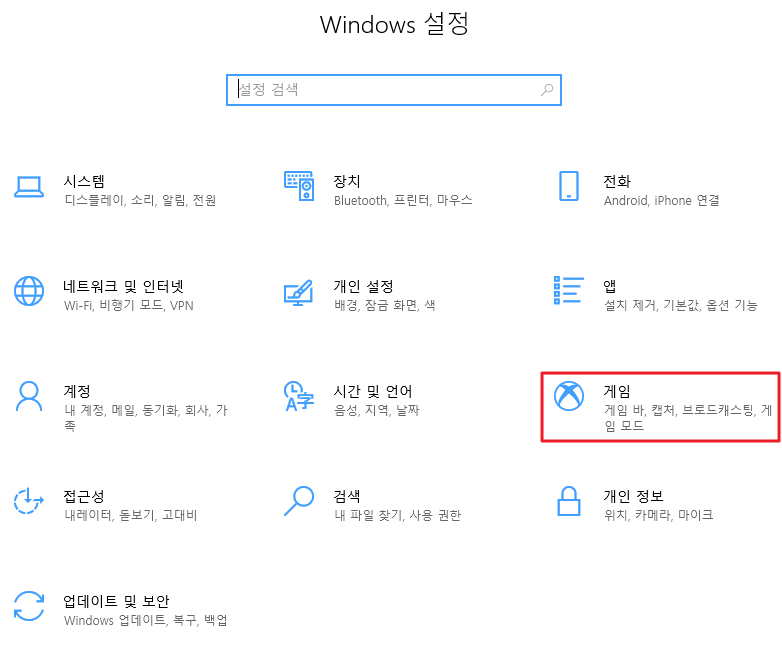 Windows 설정
설정 검색
시스템
디스플레이, 소리, 알림, 전원
장치
Bluetooth, 프린터, 마우스
전화
Android, iPhone 연결
네트워크 및 인터넷
Wi-Fi, 비행기 모드, VPN
개인 설정
배경, 잠금 화면, 색
앱
설치 제거, 기본값, 옵션 기능
계정
내 계정, 메일, 동기화, 회사, 가
족
시간 및 언어
음성, 지역, 날짜
게임
게임 바, 캡처, 브로드캐스팅, 게
임 모드
접근성
내레이터, 돋보기, 고대비
검색
내 파일 찾기, 사용 권한
개인 정보
위치, 카메라, 마이크
업데이트 및 보안
Windows 업데이트, 복구, 백업